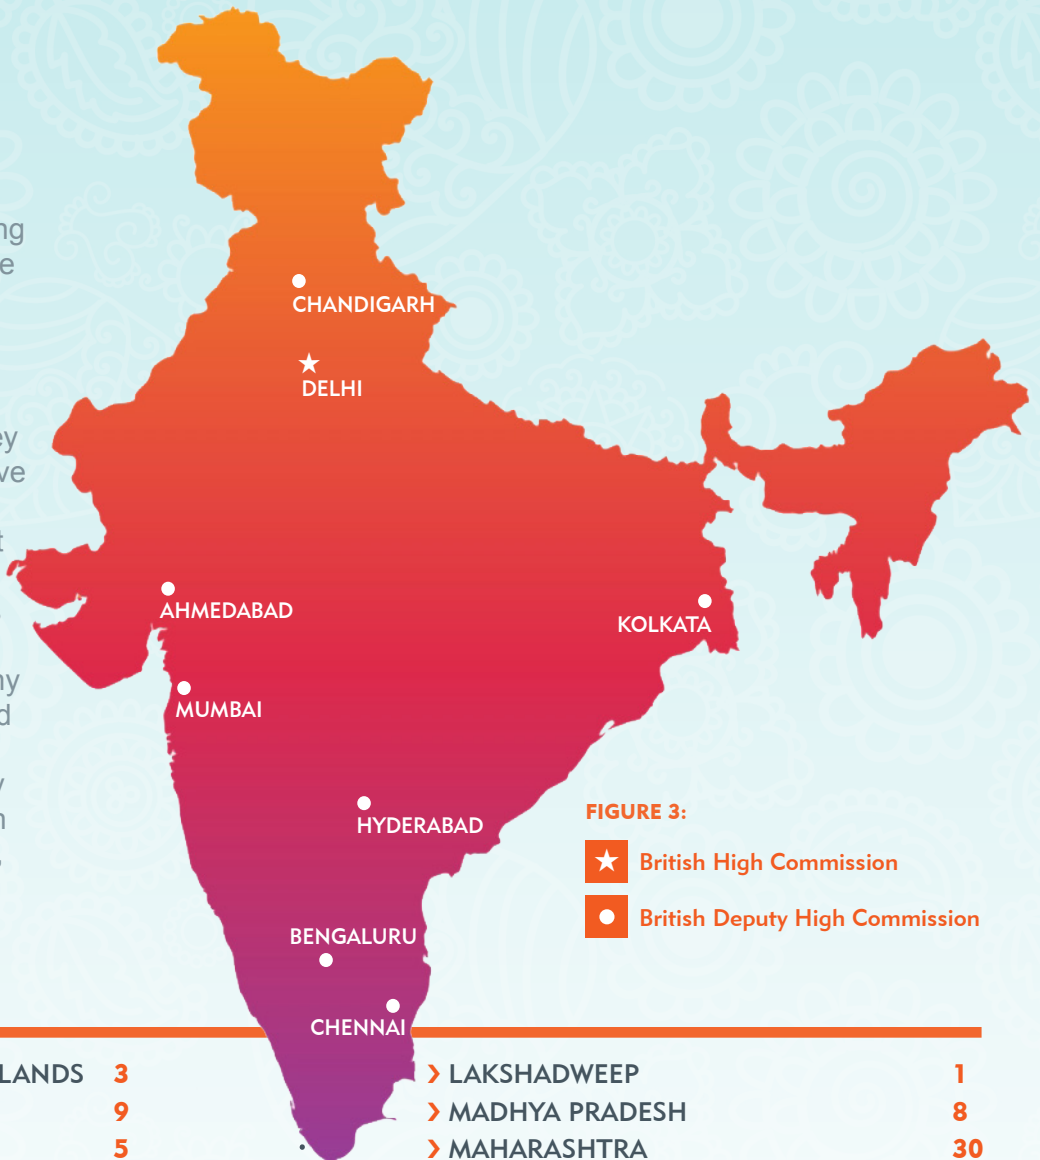 CHANDIGARH
DELHI
AHMEDABAD
KOLKATA
MUMBAI
HYDERABAD
FIGURE 3:
British High Commission
British Deputy High Commission
BENGALURU
CHENNAI
3
9
5
› LAKSHADWEEP 1
› MADHYA PRADESH 8
› MAHARASHTRA 30